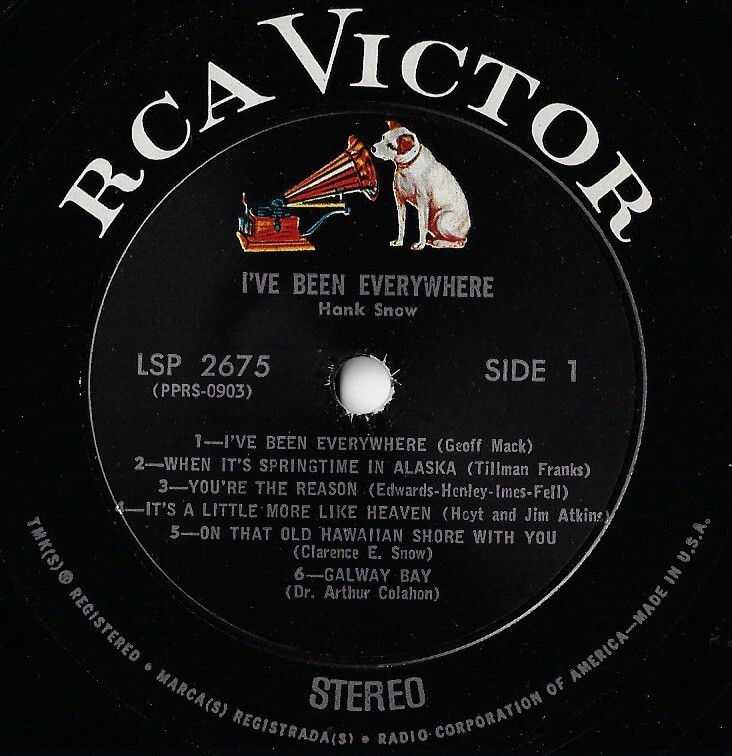 RCA VICTOR
I'VE BEEN EVERYWHERE
Hank Snow
LSP 2675
(PPRS-0903)
SIDE 1
1—I'VE BEEN EVERYWHERE (Geoff Mack)
2—WHEN IT'S SPRINGTIME IN ALASKA (Tillman Franks)
3—YOU'RE THE REASON (Edwards-Henley-Imes-Fell)
4—IT'S A LITTLE MORE LIKE HEAVEN (Hoyt and Jim Atkins)
5—ON THAT OLD HAWAIIAN SHORE WITH YOU
(Clarence E. Snow)
6—GALWAY BAY
(Dr. Arthur Colahon)
STEREO
TMK(S) ® REGISTERED • MARCA(S) REGISTRADA(S) • RADIO CORPORATION OF AMERICA—MADE IN U.S.A.